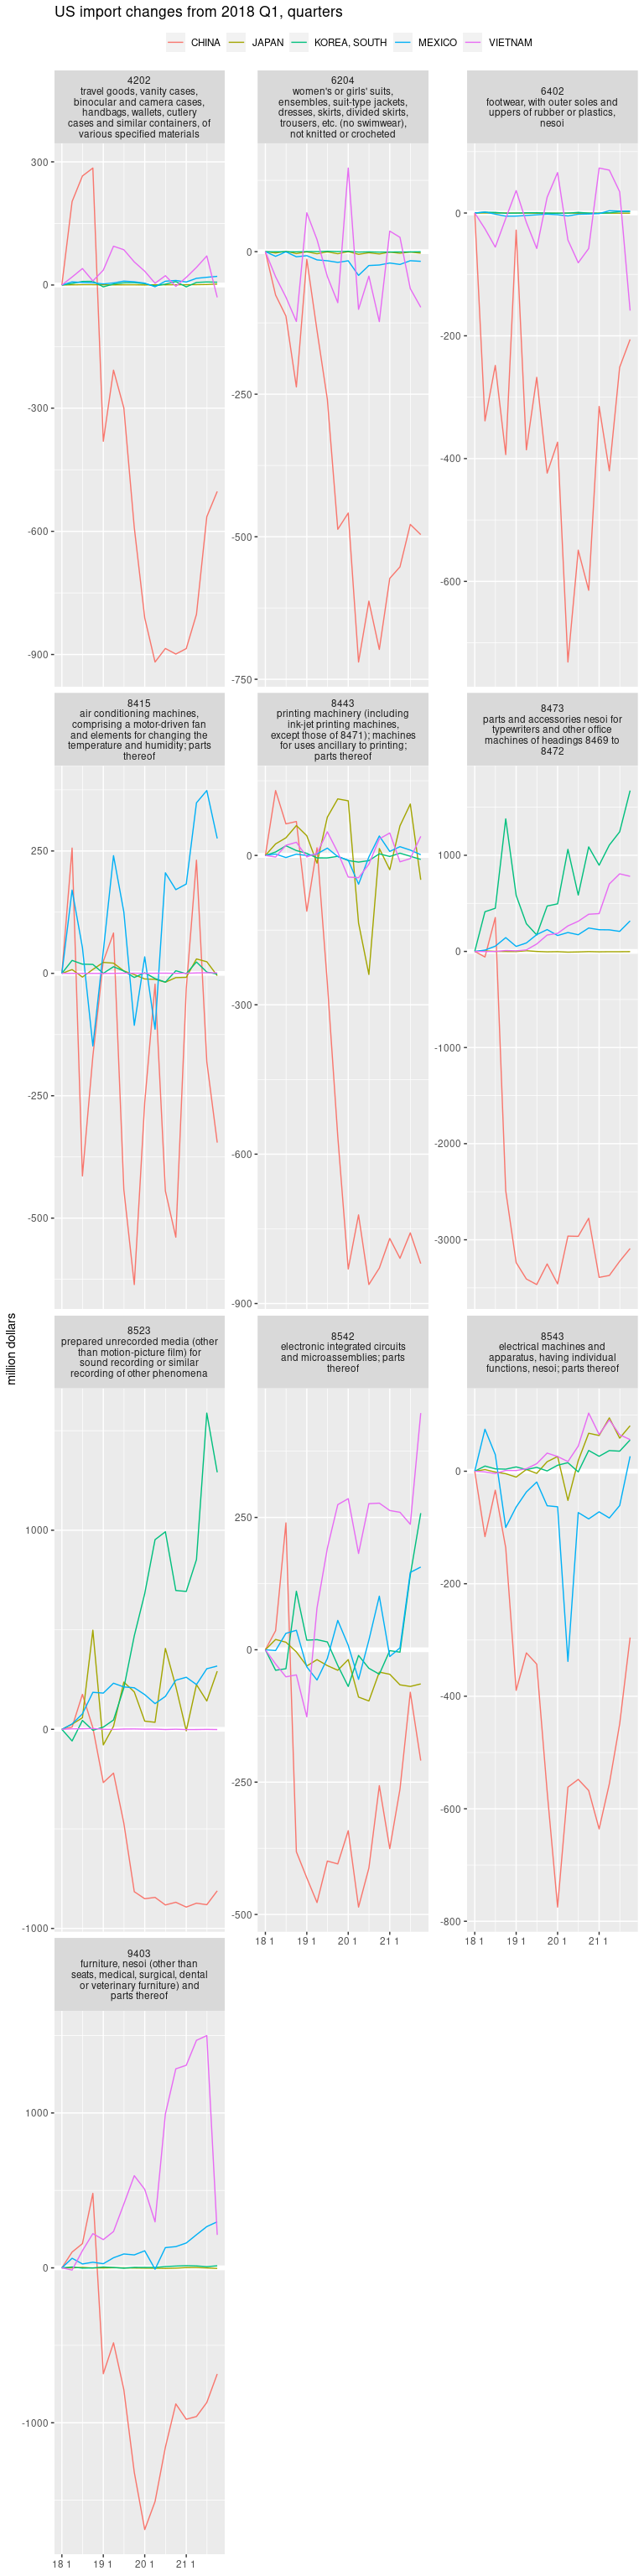 US import changes from 2018 Q1, quarters
CHINA JAPAN KOREA, SOUTH MEXICO VIETNAM
4202
travel goods, vanity cases,
binocular and camera cases,
handbags, wallets, cutlery
cases and similar containers, of
various specified materials
6204
women's or girls' suits,
ensembles, suit-type jackets,
dresses, skirts, divided skirts,
trousers, etc. (no swimwear),
not knitted or crocheted
6402
footwear, with outer soles and
uppers of rubber or plastics,
nesoi
300
0
-300
-600
-900
0
-250
-500
-750
0
-200
-400
-600
8415
air conditioning machines,
comprising a motor-driven fan
and elements for changing the
temperature and humidity; parts
thereof
8443
printing machinery (including
ink-jet printing machines,
except those of 8471); machines
for uses ancillary to printing;
parts thereof
8473
parts and accessories nesoi for
typewriters and other office
machines of headings 8469 to
8472
250
0
-250
-500
0
-300
-600
-900
1000
0
-1000
-2000
-3000
million dollars
8523
prepared unrecorded media (other
than motion-picture film) for
sound recording or similar
recording of other phenomena
8542
electronic integrated circuits
and microassemblies; parts
thereof
8543
electrical machines and
apparatus, having individual
functions, nesoi; parts thereof
1000
0
-1000
250
0
-250
-500
18 1 19 1 20 1 21 1
0
-200
-400
-600
-800
18 1 19 1 20 1 21 1
9403
furniture, nesoi (other than
seats, medical, surgical, dental
or veterinary furniture) and
parts thereof
1000
0
-1000
18 1 19 1 20 1 21 1